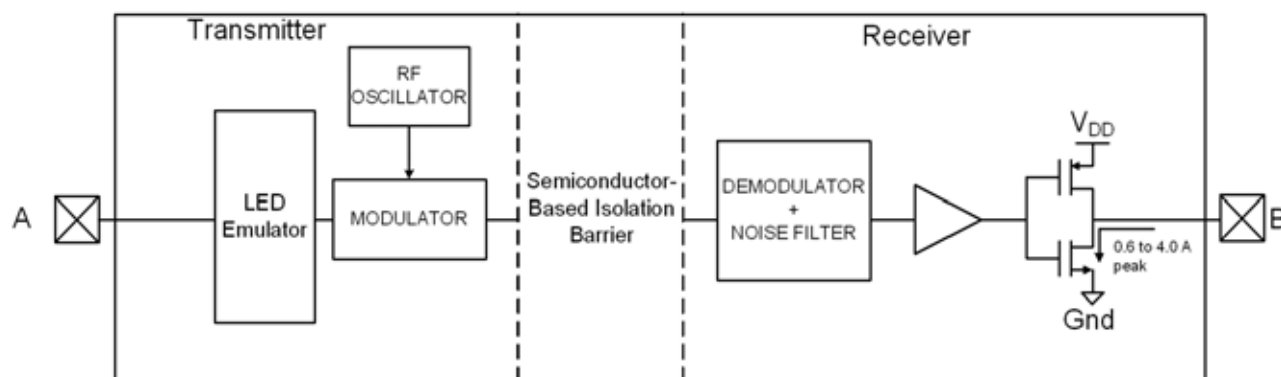 Transmitter
Receiver
RF
OSCILLATOR
V_DD
A
LED
Emulator
MODULATOR
Semiconductor-
Based Isolation
Barrier
DEMODULATOR
+
NOISE FILTER
B
0.6 to 4.0 A
peak
Gnd